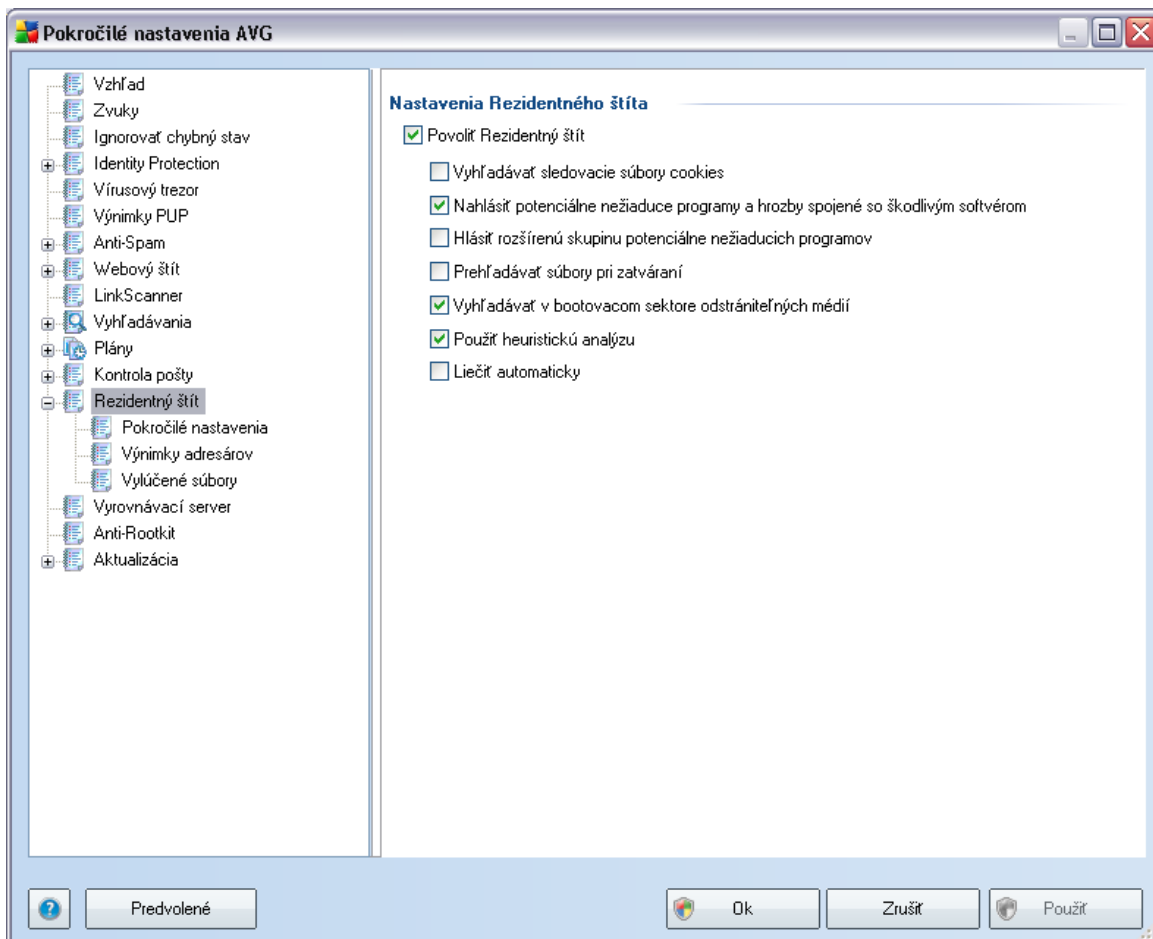 Pokročilé nastavenia AVG
Vzhľad
Zvuky
Ignorovať chybný stav
Identity Protection
Vírusový trezor
Výnimky PUP
Anti-Spam
Webový štít
LinkScanner
Vyhľadávania
Plány
Kontrola pošty
Rezidentný štít
Pokročilé nastavenia
Výnimky adresárov
Vylúčené súbory
Vyrovnávací server
Anti-Rootkit
Aktualizácia
Nastavenia Rezidentného štíta
Povoliť Rezidentný štít
Vyhľadávať sledovacie súbory cookies
Nahlásiť potenciálne nežiaduce programy a hrozby spojené so škodlivým softvérom
Hlásiť rozšírenú skupinu potenciálne nežiaducich programov
Prehľadávať súbory pri zatváraní
Vyhľadávať v bootovacom sektore odstrániteľných médií
Použiť heuristickú analýzu
Liečiť automaticky
?
Predvolené
Ok
Zrušiť
Použiť